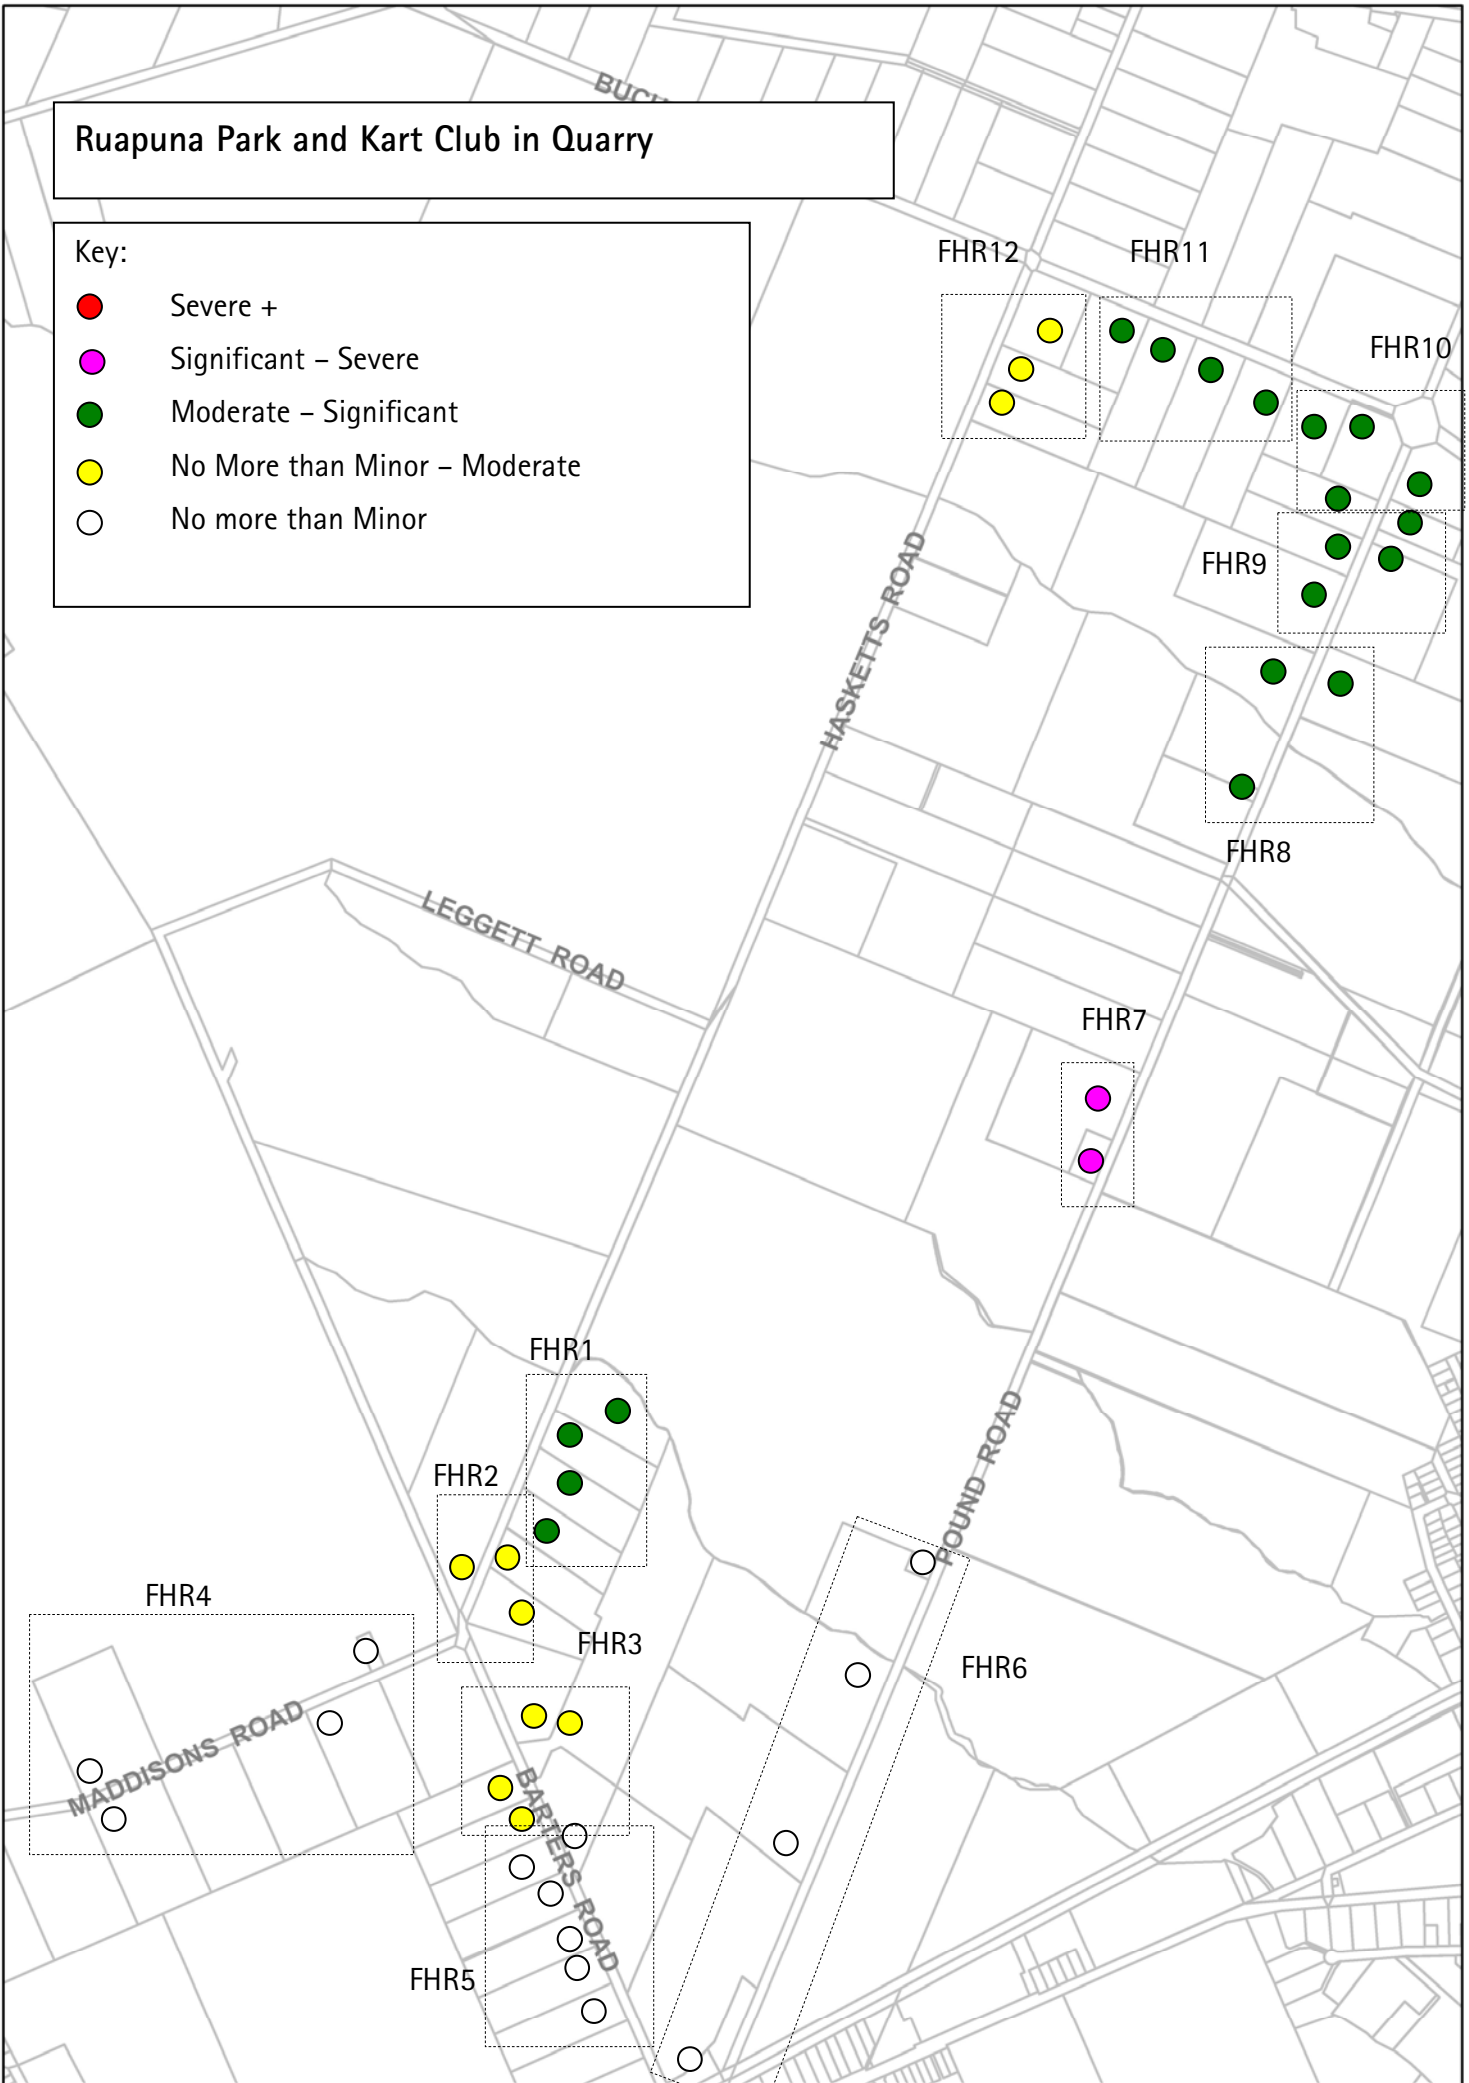 Ruapuna Park and Kart Club in Quarry
Key:
Severe +
Significant – Severe
Moderate – Significant
No More than Minor – Moderate
No more than Minor
FHR12
FHR11
FHR10
FHR9
HASKETTS ROAD
FHR8
LEGGETT ROAD
FHR7
FHR1
POUND ROAD
FHR2
FHR4
FHR3
FHR6
MADDISONS ROAD
BARTERS ROAD
FHR5